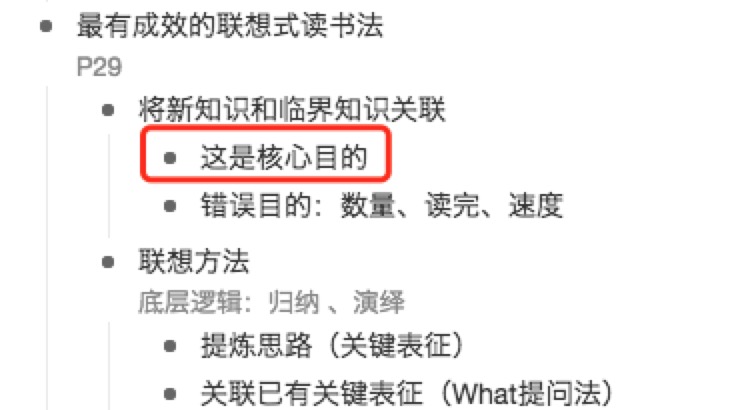 最有成效的联想式读书法
P29
将新知识和临界知识关联
这是核心目的
错误目的：数量、读完、速度
联想方法
底层逻辑：归纳 、演绎
提炼思路（关键表征）
关联已有关键表征（What提问法）